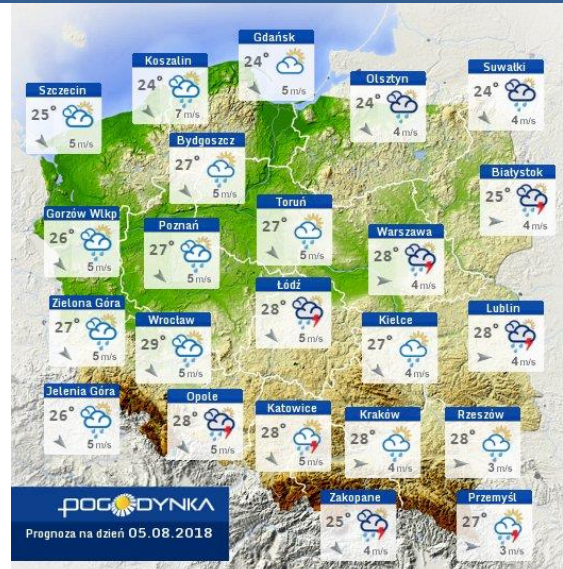 Gdańsk
24°
5 m/s
Koszalin
24°
7 m/s
Suwałki
24°
4 m/s
Olsztyn
24°
4 m/s
Szczecin
25°
5 m/s
Bydgoszcz
27°
5 m/s
Białystok
25°
4 m/s
Toruń
27°
5 m/s
Gorzów Wlkp
26°
5 m/s
Poznań
27°
5 m/s
Warszawa
28°
4 m/s
Łódź
28°
5 m/s
Zielona Góra
27°
5 m/s
Wrocław
29°
5 m/s
Kielce
27°
4 m/s
Lublin
28°
4 m/s
Jelenia Góra
26°
5 m/s
Opole
28°
5 m/s
Katowice
28°
5 m/s
Kraków
28°
4 m/s
Rzeszów
28°
3 m/s
Zakopane
25°
4 m/s
Przemyśl
27°
3 m/s
POGODYNKA
Prognoza na dzień 05.08.2018